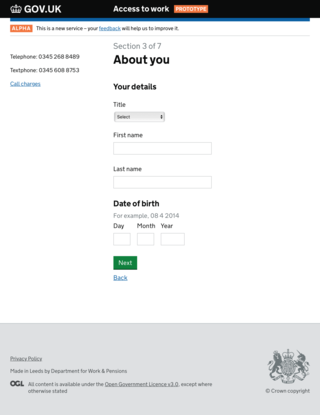 GOV.UK
Access to work PROTOTYPE
ALPHA This is a new service – your feedback will help us to improve it.
Telephone: 0345 268 8489
Textphone: 0345 608 8753
Call charges
Section 3 of 7
About you
Your details
Title
Select
First name
Last name
Date of birth
For example, 08 4 2014
Day Month Year
Next
Back
Privacy Policy
Made in Leeds by Department for Work & Pensions
OGL All content is available under the Open Government Licence v3.0, except where
otherwise stated
© Crown copyright